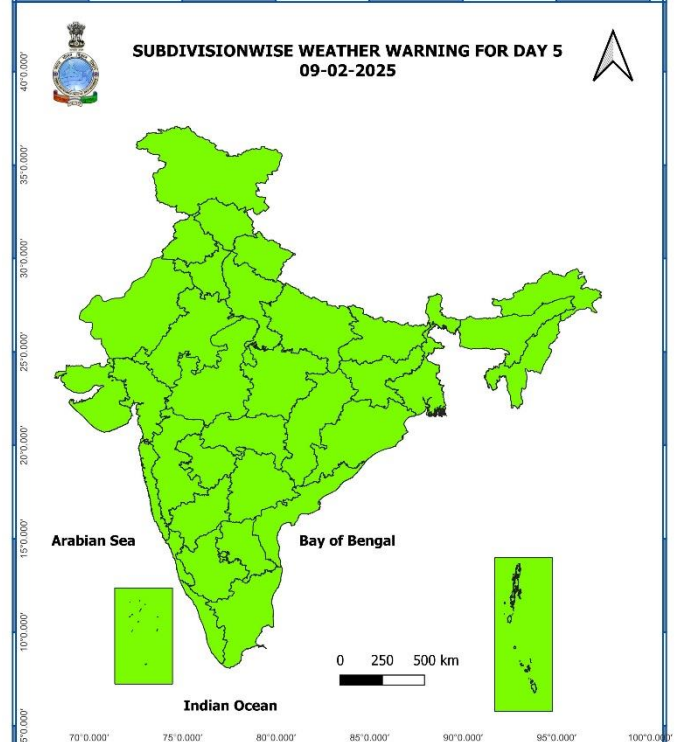 SUBDIVISIONWISE WEATHER WARNING FOR DAY 5
09-02-2025
40°0.000'
35°0.000'
30°0.000'
25°0.000'
20°0.000'
15°0.000'
10°0.000'
5°0.000'
Arabian Sea
Bay of Bengal
0 250 500 km
Indian Ocean
70°0.000' 75°0.000' 80°0.000' 85°0.000' 90°0.000' 95°0.000' 100°0.000'